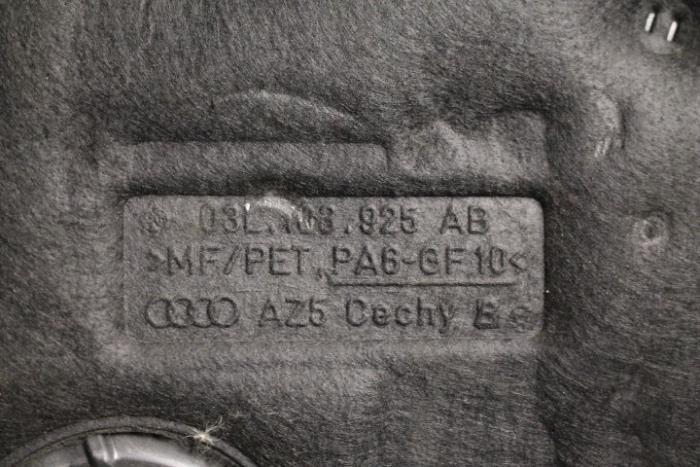 03L.103.925 AB
>MF/PET,PA6-GF10<
AZ5 Cechy